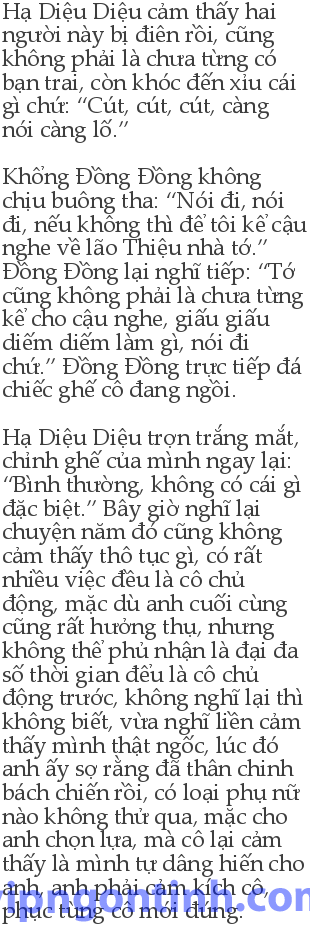 Hạ Diệu Diệu cảm thấy hai
người này bị điên rồi, cũng
không phải là chưa từng có
bạn trai, còn khóc đến xỉu cái
gì chứ: “Cút, cút, cút, càng
nói càng lố.”
Khổng Đồng Đồng không
chịu buông tha: “Nói đi, nói
đi, nếu không thì để tôi kể cậu
nghe về lão Thiệu nhà tớ.”
Đồng Đồng lại nghĩ tiếp: “Tớ
cũng không phải là chưa từng
kể cho cậu nghe, giấu giấu
diếm diếm làm gì, nói đi
chứ.” Đồng Đồng trực tiếp đá
chiếc ghế cô đang ngồi.
Hạ Diệu Diệu trợn trắng mắt,
chỉnh ghế của mình ngay lại:
“Bình thường, không có cái gì
đặc biệt.” Bây giờ nghĩ lại
chuyện năm đó cũng không
cảm thấy thô tục gì, có rất
nhiều việc đều là cô chủ
động, mặc dù anh cuối cùng
cũng rất hưởng thụ, nhưng
không thể phủ nhận là đại đa
số thời gian đểu là cô chủ
động trước, không nghĩ lại thì
không biết, vừa nghĩ liền cảm
thấy mình thật ngốc, lúc đó
anh ấy sợ rằng đã thân chinh
bách chiến rồi, có loại phụ nữ
nào không thử qua, mặc cho
anh chọn lựa, mà cô lại cảm
thấy là mình tự dâng hiến cho
anh, anh phải cảm kích cô,
phục tùng cô mới đúng.
vipngontinh.com